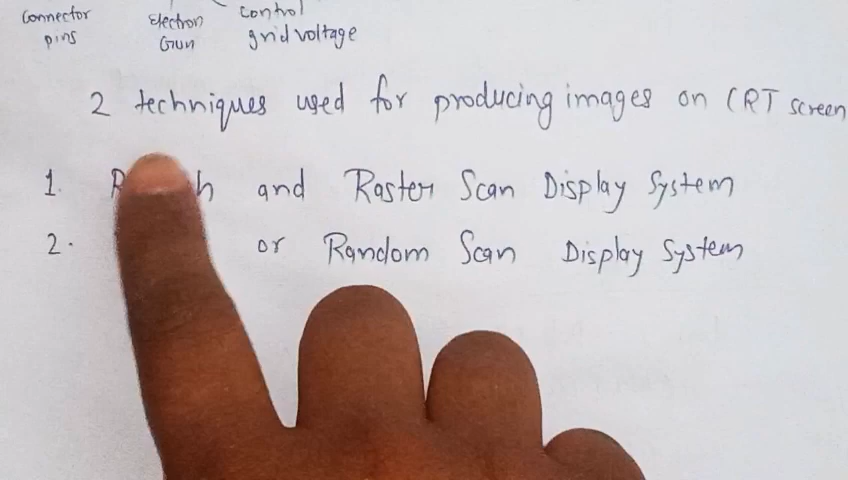 Connector Electron control
pins Gun grid voltage
2 techniques used for producing images on CRT screen
1. and Raster Scan Display System
2. or Random Scan Display System